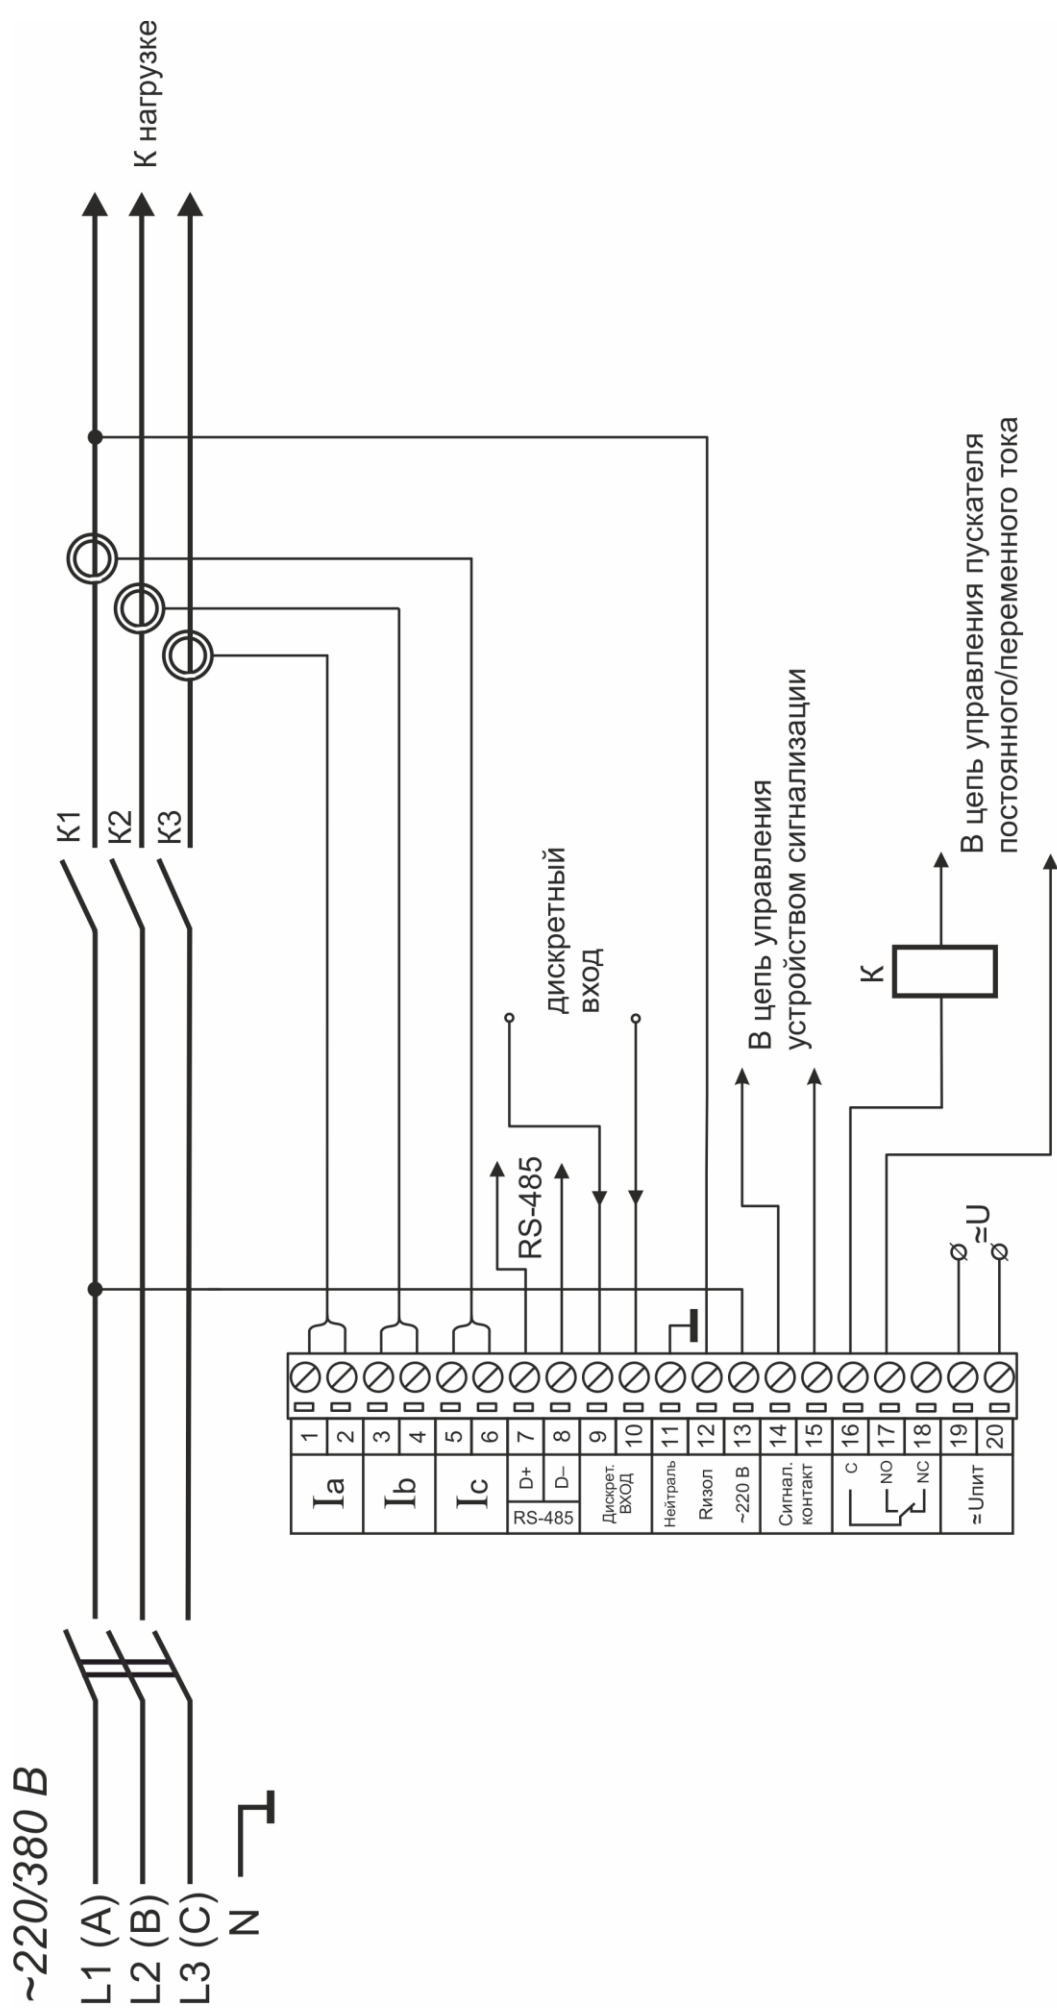 ~220/380 В
L1 (A)
L2 (B)
L3 (C)
N
К1
К2
К3
К нагрузке
RS-485
дискретный
вход
В цепь управления
устройством сигнализации
К
В цепь управления пускателя
постоянного/переменного тока
≃U
1
2
3
4
5
6
7
8
9
10
11
12
13
14
15
16
17
18
19
20
Ia
Ib
Ic
D+
D–
RS-485
Дискрет.
ВХОД
Нейтраль
Rизол
~220 В
Сигнал.
контакт
C
NO
NC
≃Uпит